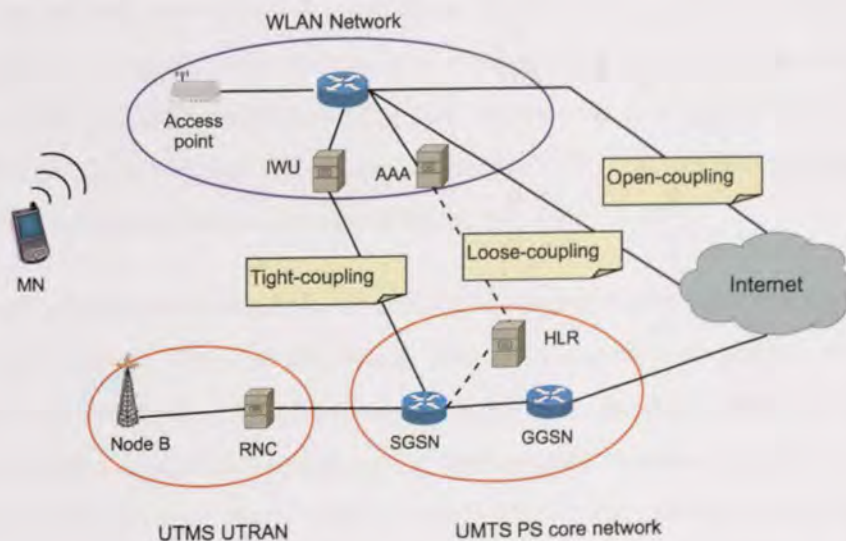 WLAN Network
Access
point
IWU
AAA
Open-coupling
MN
Tight-coupling
Loose-coupling
Internet
HLR
Node B
RNC
SGSN
GGSN
UTMS UTRAN
UMTS PS core network